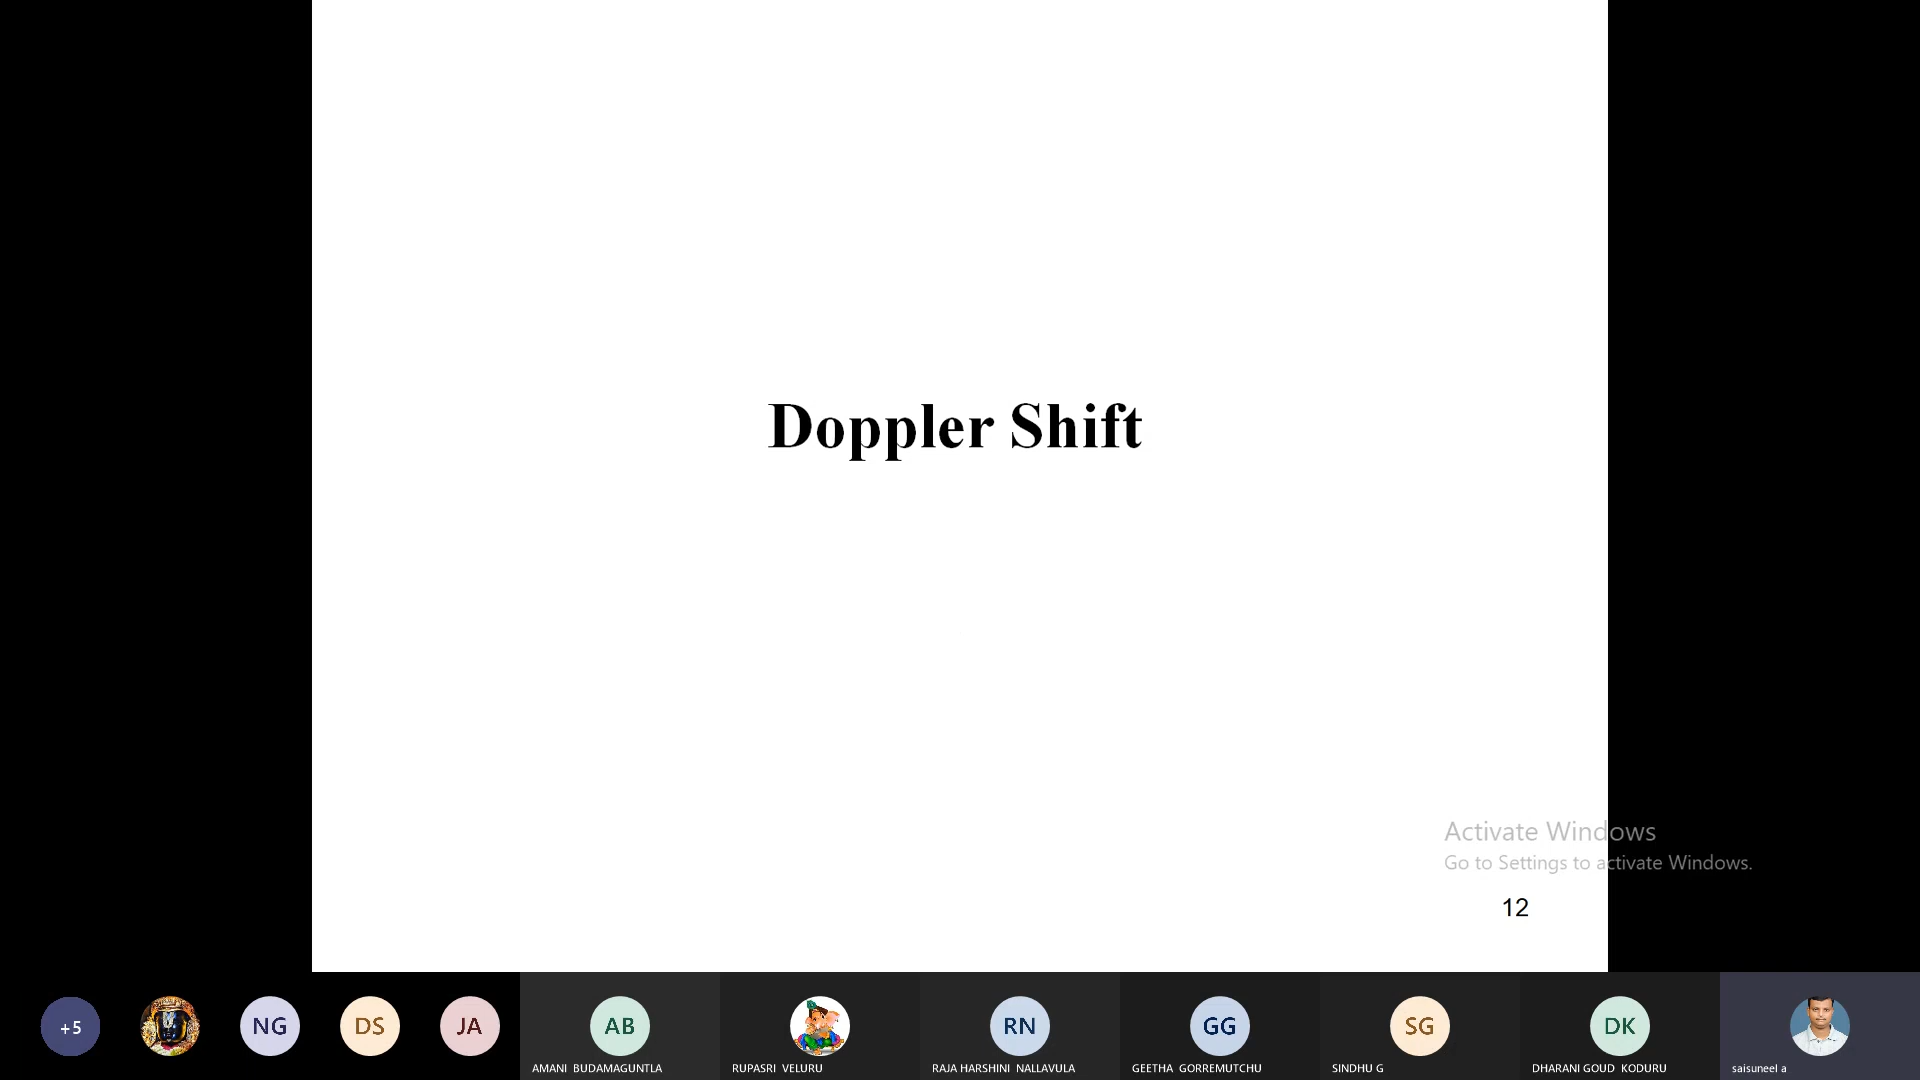 Doppler Shift
Activate Windows
Go to Settings to activate Windows.
12
+5
NG
DS
JA
AB
RN
GG
SG
DK
AMANI BUDAMAGUNTLA
RUPASRI VELURU
RAJA HARSHINI NALLAVULA
GEETHA GORREMUTCHU
SINDHU G
DHARANI GOUD KODURU
saisuneel a